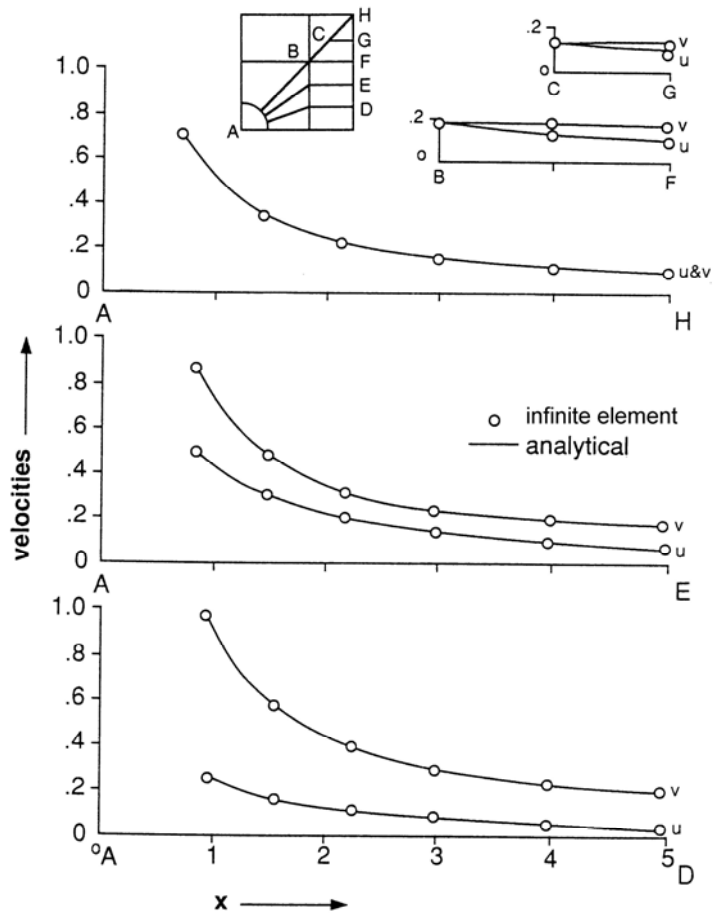 H
C
G
B
F
E
A
D
.2
v
u
o
C
G
.2
v
u
o
B
F
1.0
.8
.6
.4
.2
0
u&v
A
H
1.0
.8
.6
.4
.2
0
infinite element
analytical
v
u
A
E
velocities
1.0
.8
.6
.4
.2
0
v
u
oA
1
2
3
4
5
D
x